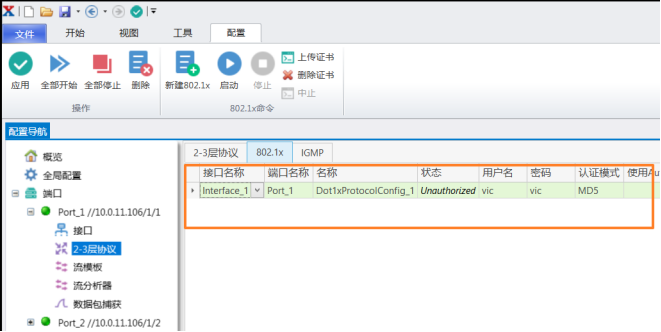 文件 开始 视图 工具 配置
上传证书
删除证书
中止
应用 全部开始 全部停止 删除 新建802.1x 启动 停止
操作 802.1x命令
配置导航
2-3层协议 802.1x IGMP
概览
全局配置
端口
Port_1 //10.0.11.106/1/1
接口
2-3层协议
流模板
流分析器
数据包捕获
Port_2 //10.0.11.106/1/2
接口名称 端口名称 名称 状态 用户名 密码 认证模式 使用Au
Interface_1 Port_1 Dot1xProtocolConfig_1 Unauthorized vic vic MD5